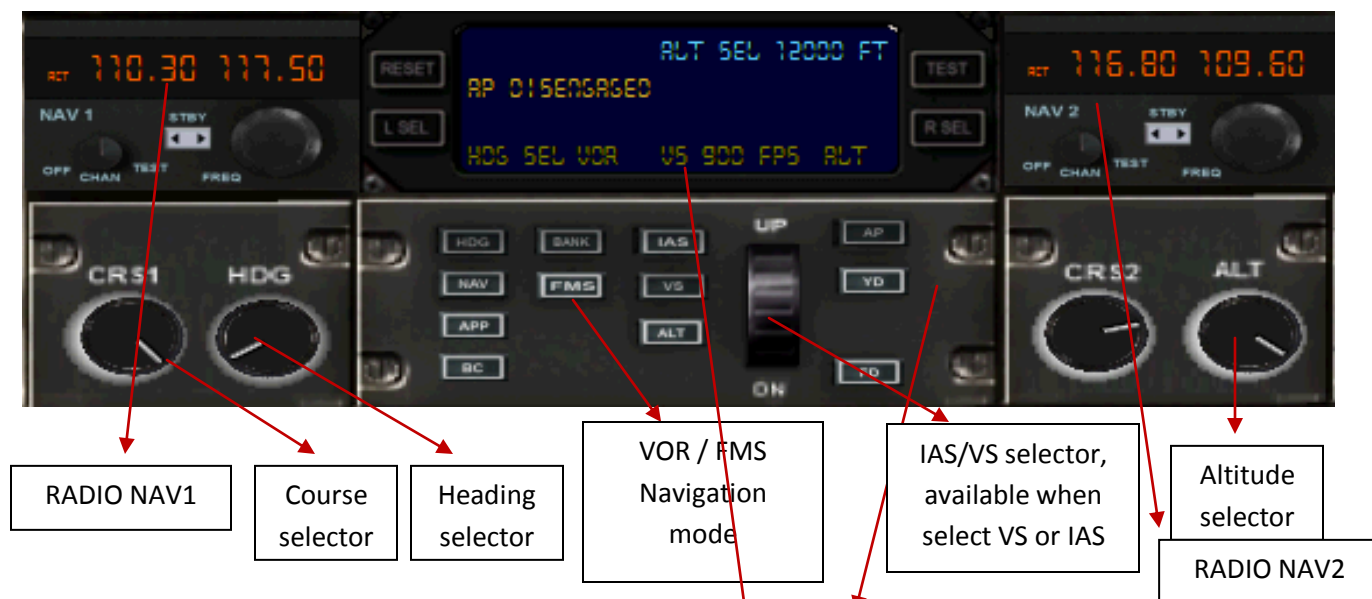 ACT 110.30 117.50
NAV 1
STBY
OFF
CHAN
TEST
FREQ
RESET
L SEL
ALT SEL 12000 FT
AP DISENGAGED
HDG SEL VOR VS 900 FPS ALT
TEST
R SEL
ACT 116.80 109.60
NAV 2
STBY
OFF
CHAN
TEST
FREQ
CRS1
HDG
HDG
BANK
IAS
NAV
FMS
VS
APP
ALT
BC
UP
ON
AP
YD
FD
CRS2
ALT
RADIO NAV1
Course
selector
Heading
selector
VOR / FMS
Navigation
mode
IAS/VS selector,
available when
select VS or IAS
Altitude
selector
RADIO NAV2